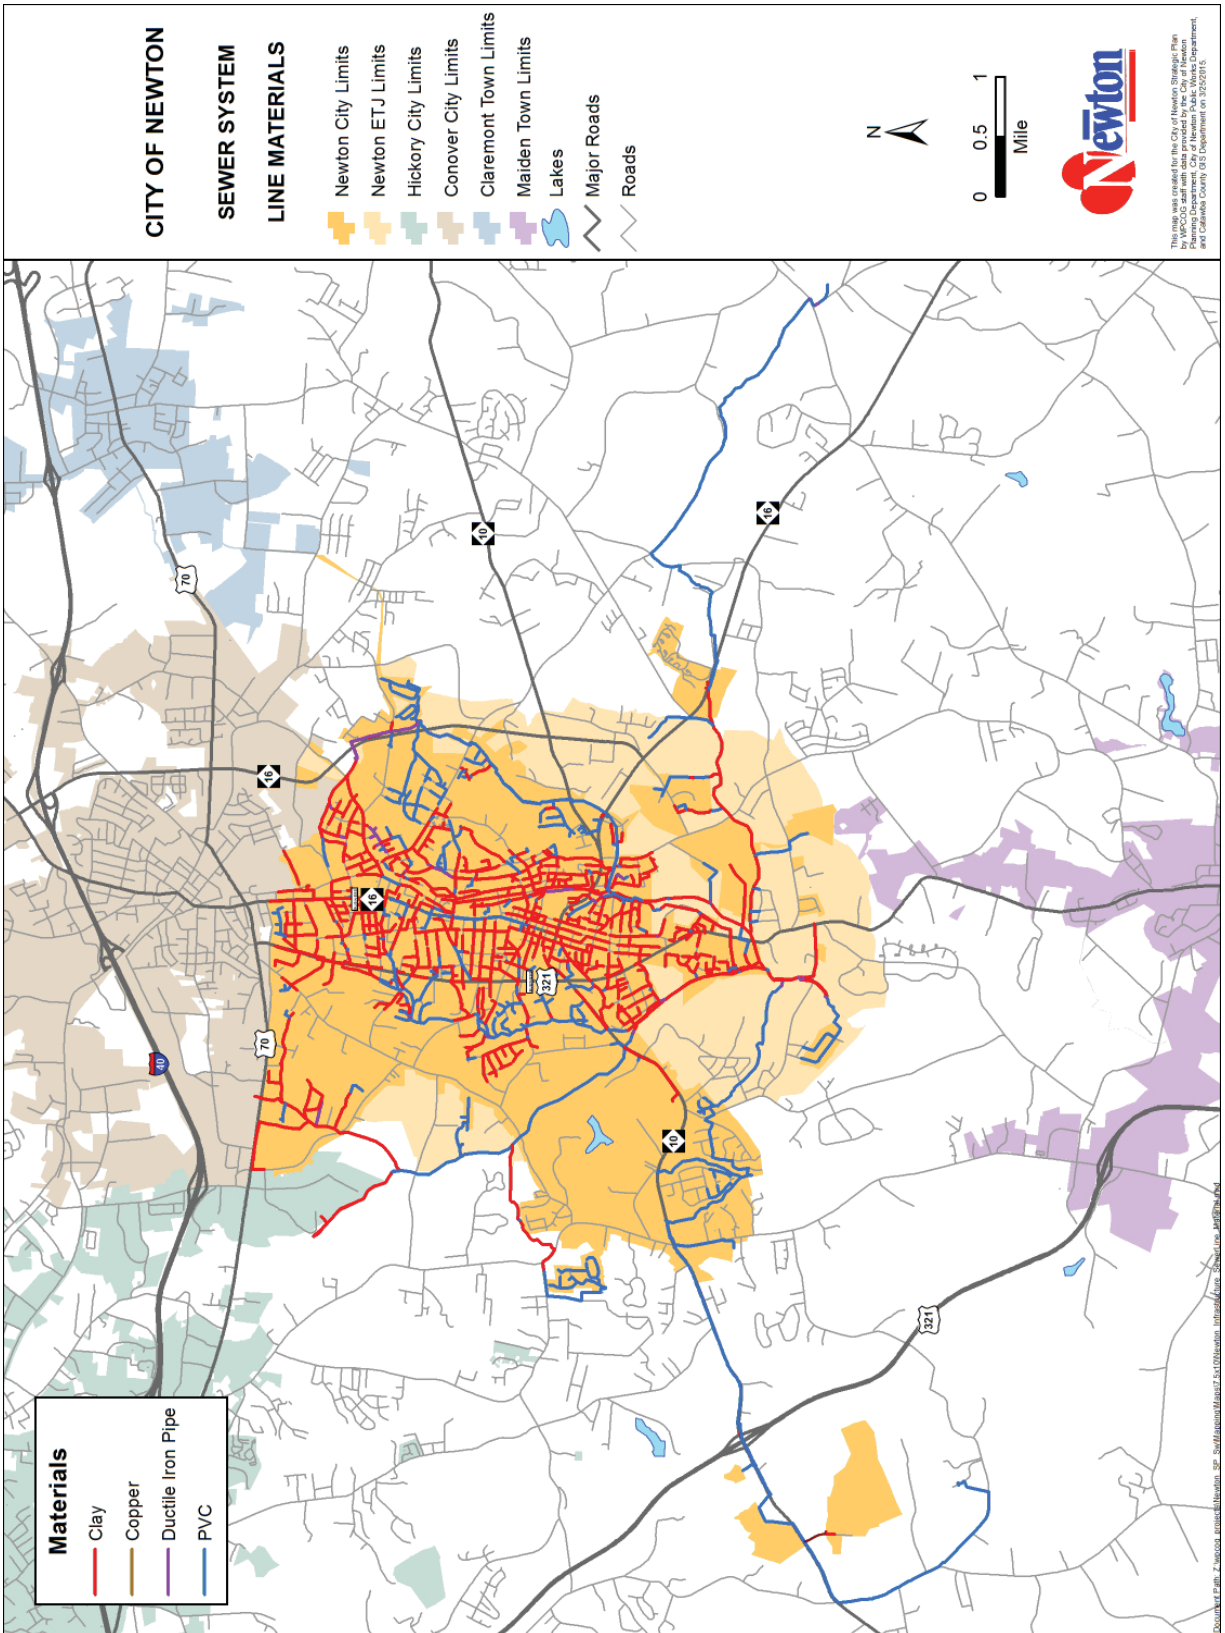 CITY OF NEWTON
SEWER SYSTEM
LINE MATERIALS
Newton City Limits
Newton ETJ Limits
Hickory City Limits
Conover City Limits
Claremont Town Limits
Maiden Town Limits
Lakes
Major Roads
Roads
N
0 0.5 1
Mile
Newton
This map was created for the City of Newton Strategic Plan
by WPCOG staff with data provided by the City of Newton
Planning Department, City of Newton Public Works Department,
and Catawba County GIS Department on 3/25/2015.
Materials
Clay
Copper
Ductile Iron Pipe
PVC
40
70
70
16
16
321
10
10
16
321